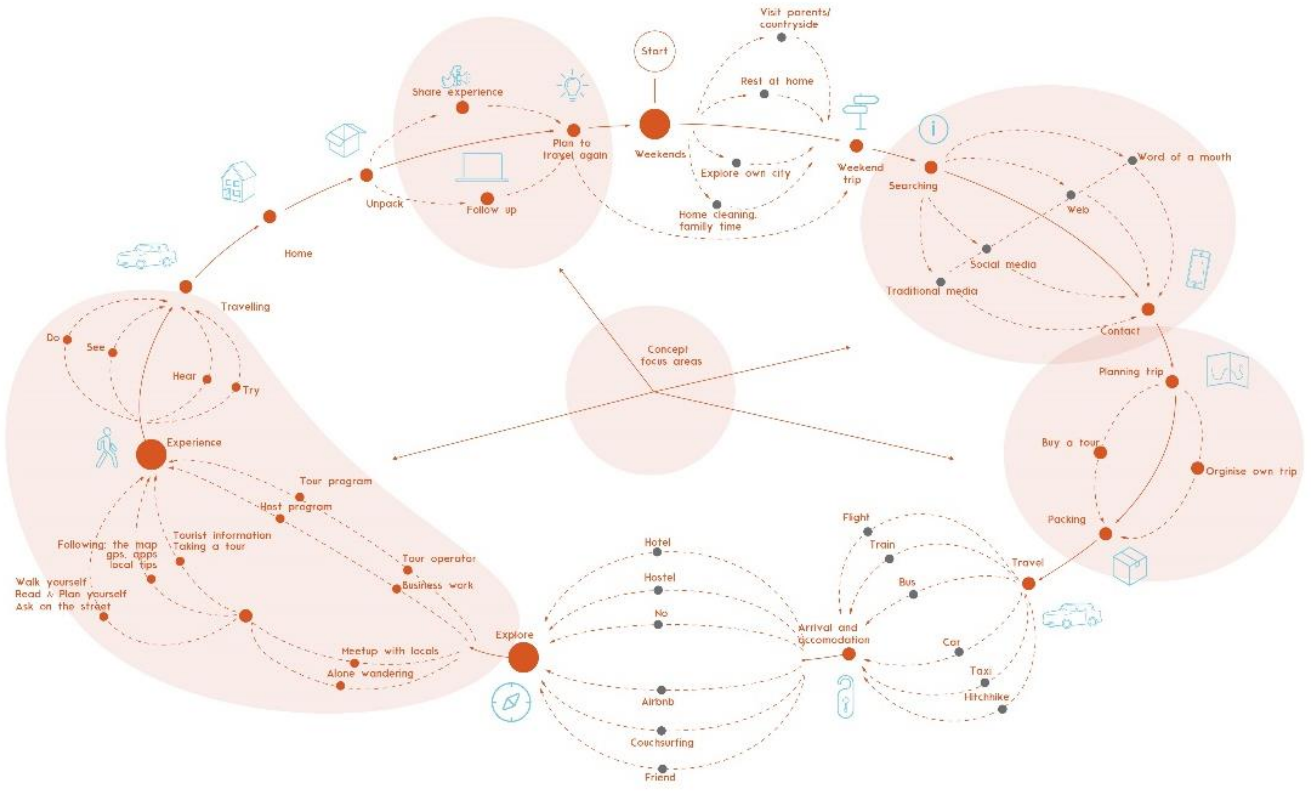 Start
Weekends
Visit parents/
countryside
Rest at home
Explore own city
Home cleaning,
family time
Weekend
trip
Searching
Word of a mouth
Web
Social media
Traditional media
Contact
Planning trip
Buy a tour
Orginise own trip
Packing
Travel
Flight
Train
Bus
Car
Taxi
Hitchhike
Arrival and
accomodation
Hotel
Hostel
No
Airbnb
Couchsurfing
Friend
Explore
Tour operator
Business work
Meetup with locals
Alone wandering
Tour program
Host program
Tourist information
Taking a tour
Following: the map
gps, apps
local tips
Walk yourself
Read & Plan yourself
Ask on the street
Experience
Do
See
Hear
Try
Travelling
Home
Unpack
Share experience
Follow up
Plan to
travel again
Concept
focus areas